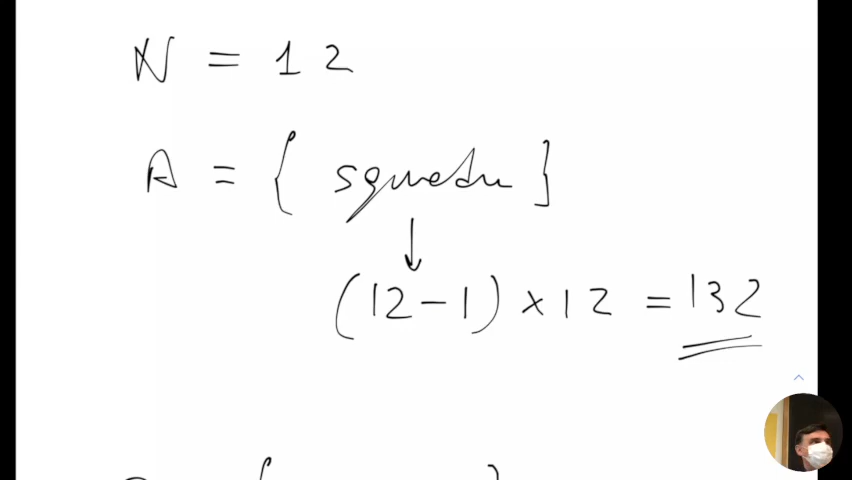 N = 12
A = { squadre }
↓
(12-1) × 12 = 132